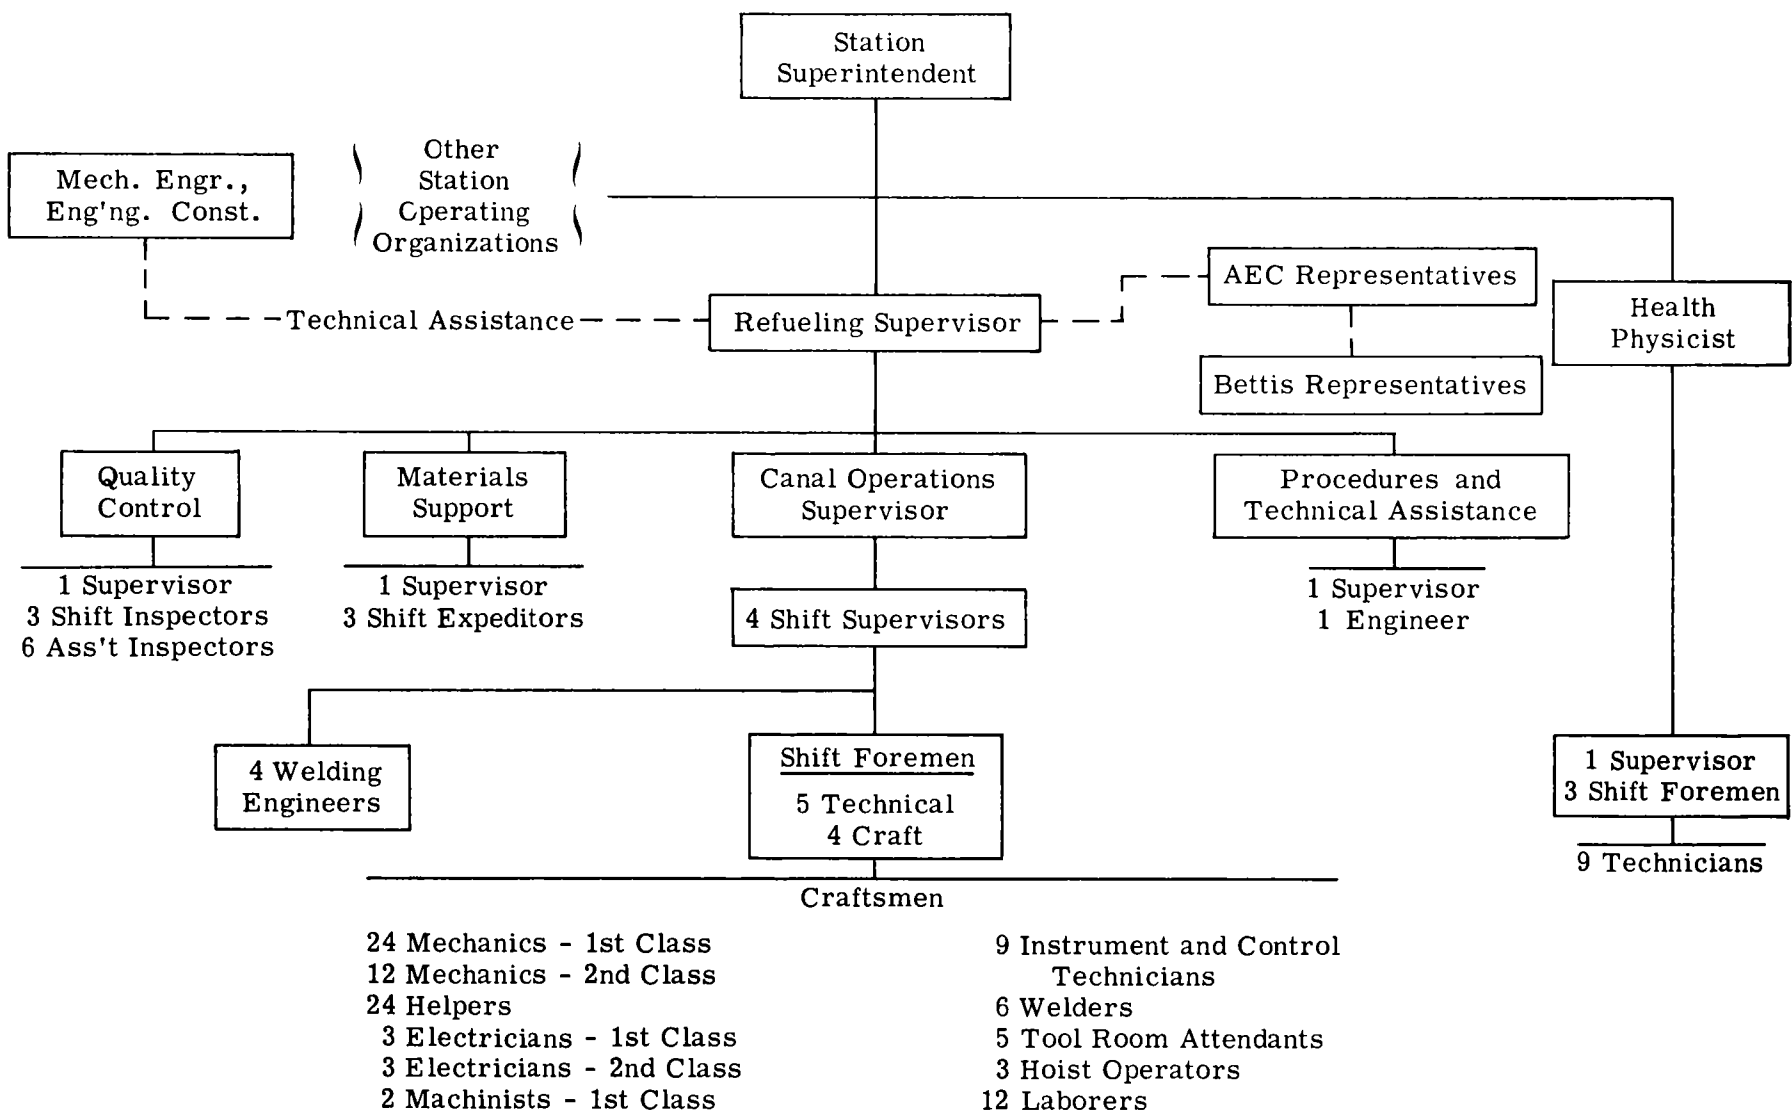 Station
Superintendent
Mech. Engr.,
Eng'ng. Const.
Other
Station
Operating
Organizations
AEC Representatives
Technical Assistance
Refueling Supervisor
Health
Physicist
Bettis Representatives
Quality
Control
Materials
Support
Canal Operations
Supervisor
Procedures and
Technical Assistance
1 Supervisor
3 Shift Inspectors
6 Ass't Inspectors
1 Supervisor
3 Shift Expeditors
4 Shift Supervisors
1 Supervisor
1 Engineer
4 Welding
Engineers
Shift Foremen
5 Technical
4 Craft
1 Supervisor
3 Shift Foremen
9 Technicians
Craftsmen
24 Mechanics - 1st Class
12 Mechanics - 2nd Class
24 Helpers
3 Electricians - 1st Class
3 Electricians - 2nd Class
2 Machinists - 1st Class
9 Instrument and Control
Technicians
6 Welders
5 Tool Room Attendants
3 Hoist Operators
12 Laborers